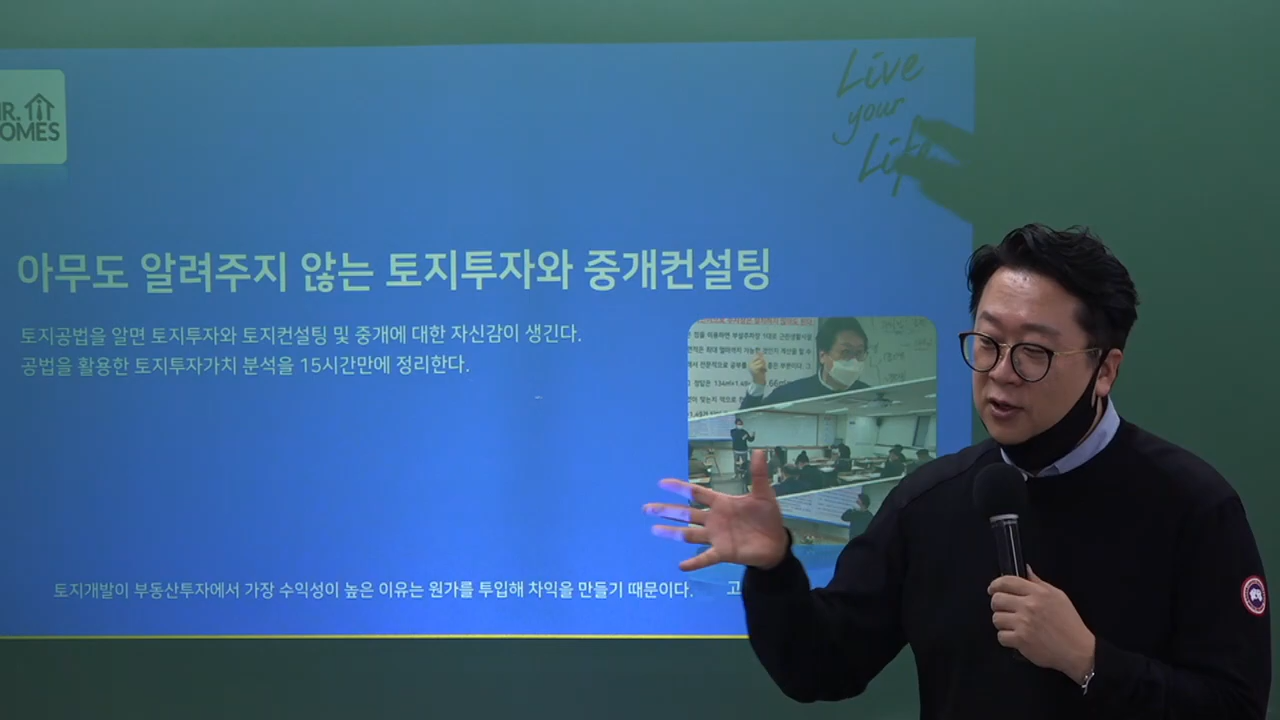 Live
your
Life
OMES
아무도 알려주지 않는 토지투자와 중개컨설팅
토지공법을 알면 토지투자와 토지컨설팅 및 중개에 대한 자신감이 생긴다.
공법을 활용한 토지투자가치 분석을 15시간만에 정리한다.
토지개발이 부동산투자에서 가장 수익성이 높은 이유는 원가를 투입해 차익을 만들기 때문이다.
고